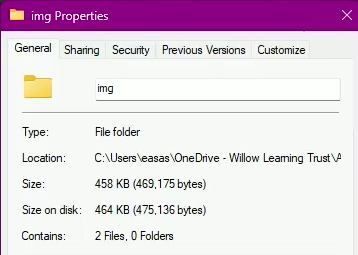 img Properties
General Sharing Security Previous Versions Customize
img
Type: File folder
Location: C:\Users\easas\OneDrive - Willow Learning Trust\A
Size: 458 KB (469,175 bytes)
Size on disk: 464 KB (475,136 bytes)
Contains: 2 Files, 0 Folders